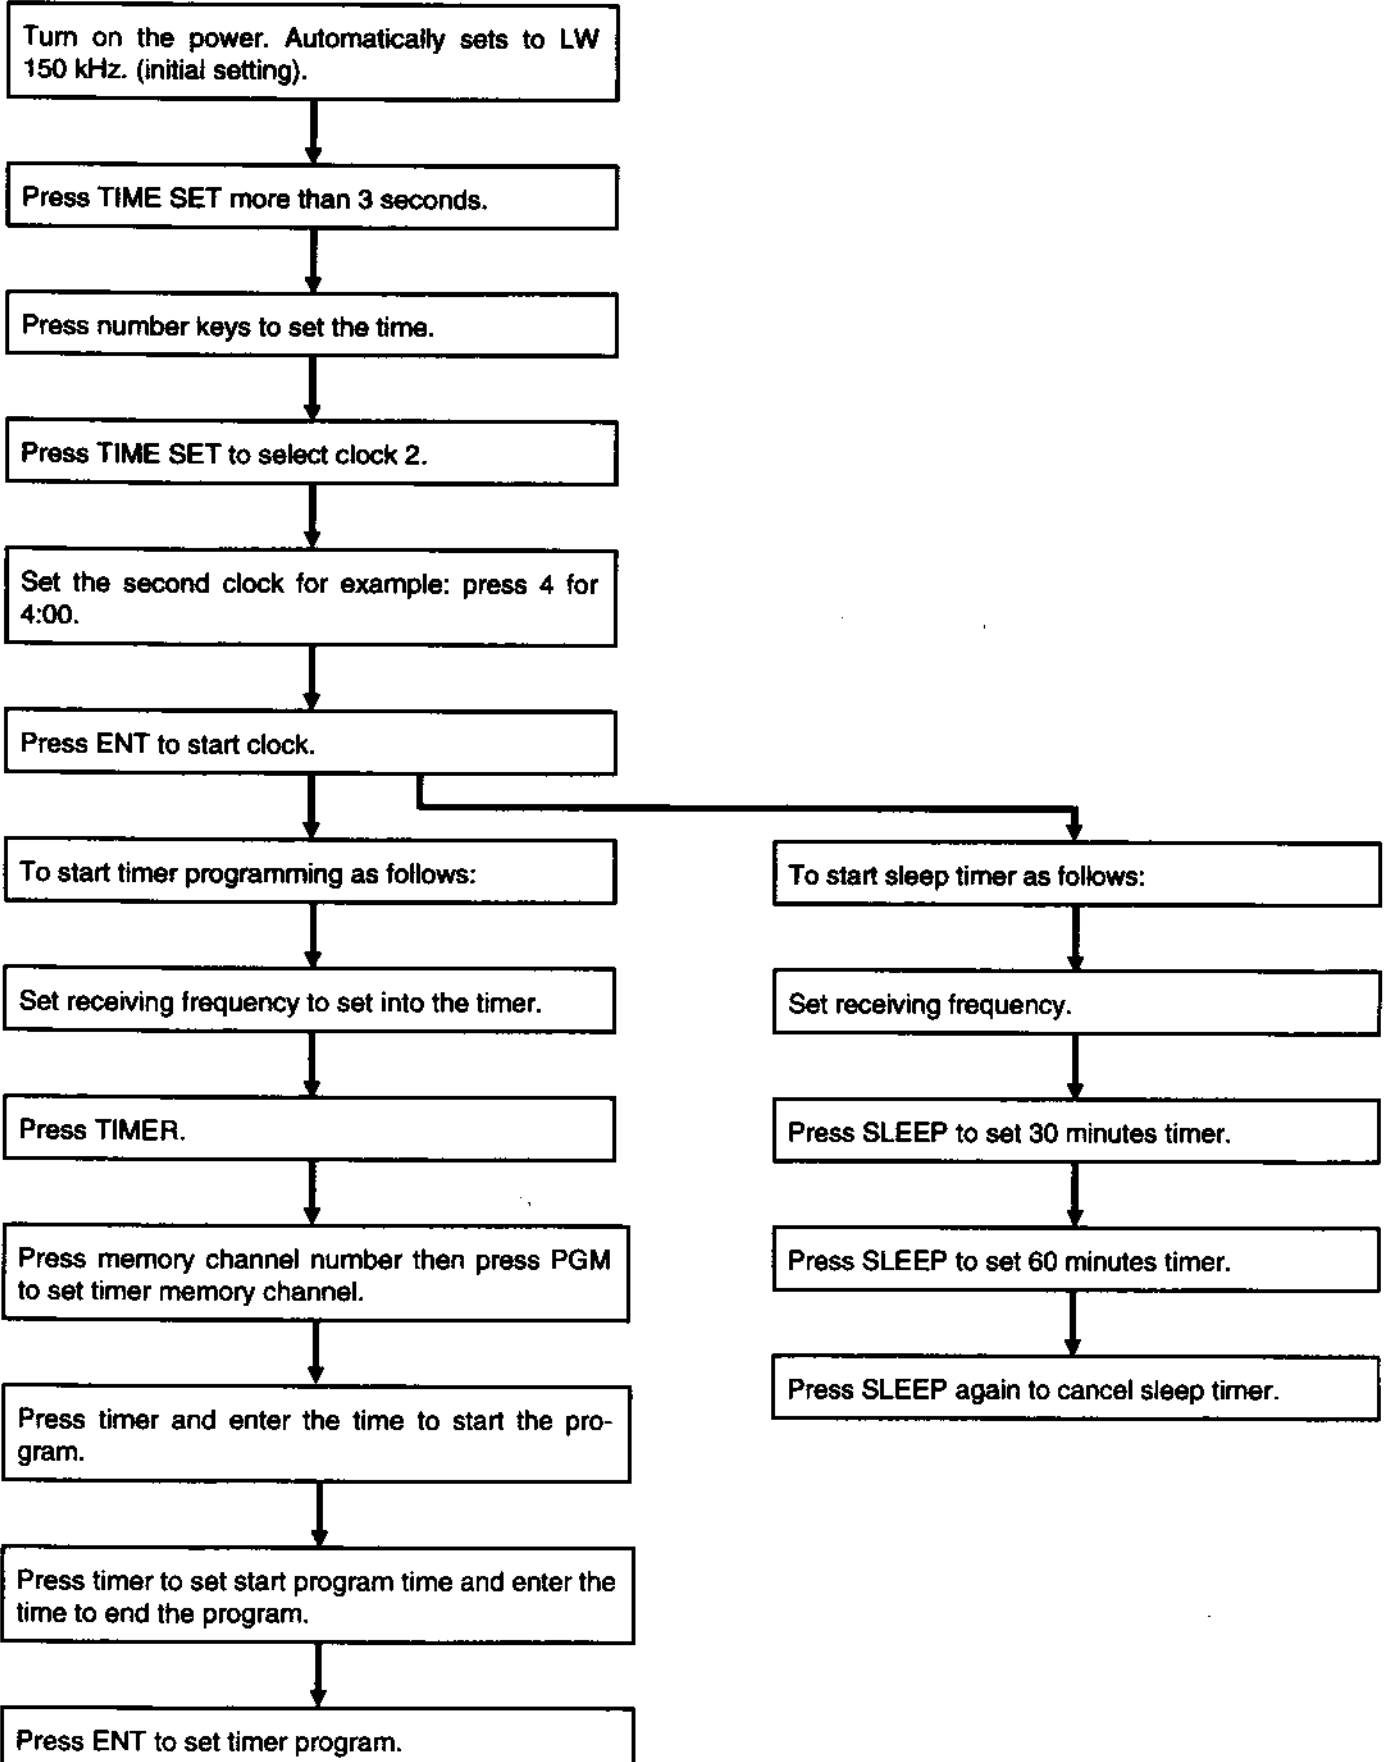 Turn on the power. Automatically sets to LW
150 kHz. (initial setting).
Press TIME SET more than 3 seconds.
Press number keys to set the time.
Press TIME SET to select clock 2.
Set the second clock for example: press 4 for
4:00.
Press ENT to start clock.
To start timer programming as follows:
Set receiving frequency to set into the timer.
Press TIMER.
Press memory channel number then press PGM
to set timer memory channel.
Press timer and enter the time to start the pro-
gram.
Press timer to set start program time and enter the
time to end the program.
Press ENT to set timer program.
To start sleep timer as follows:
Set receiving frequency.
Press SLEEP to set 30 minutes timer.
Press SLEEP to set 60 minutes timer.
Press SLEEP again to cancel sleep timer.